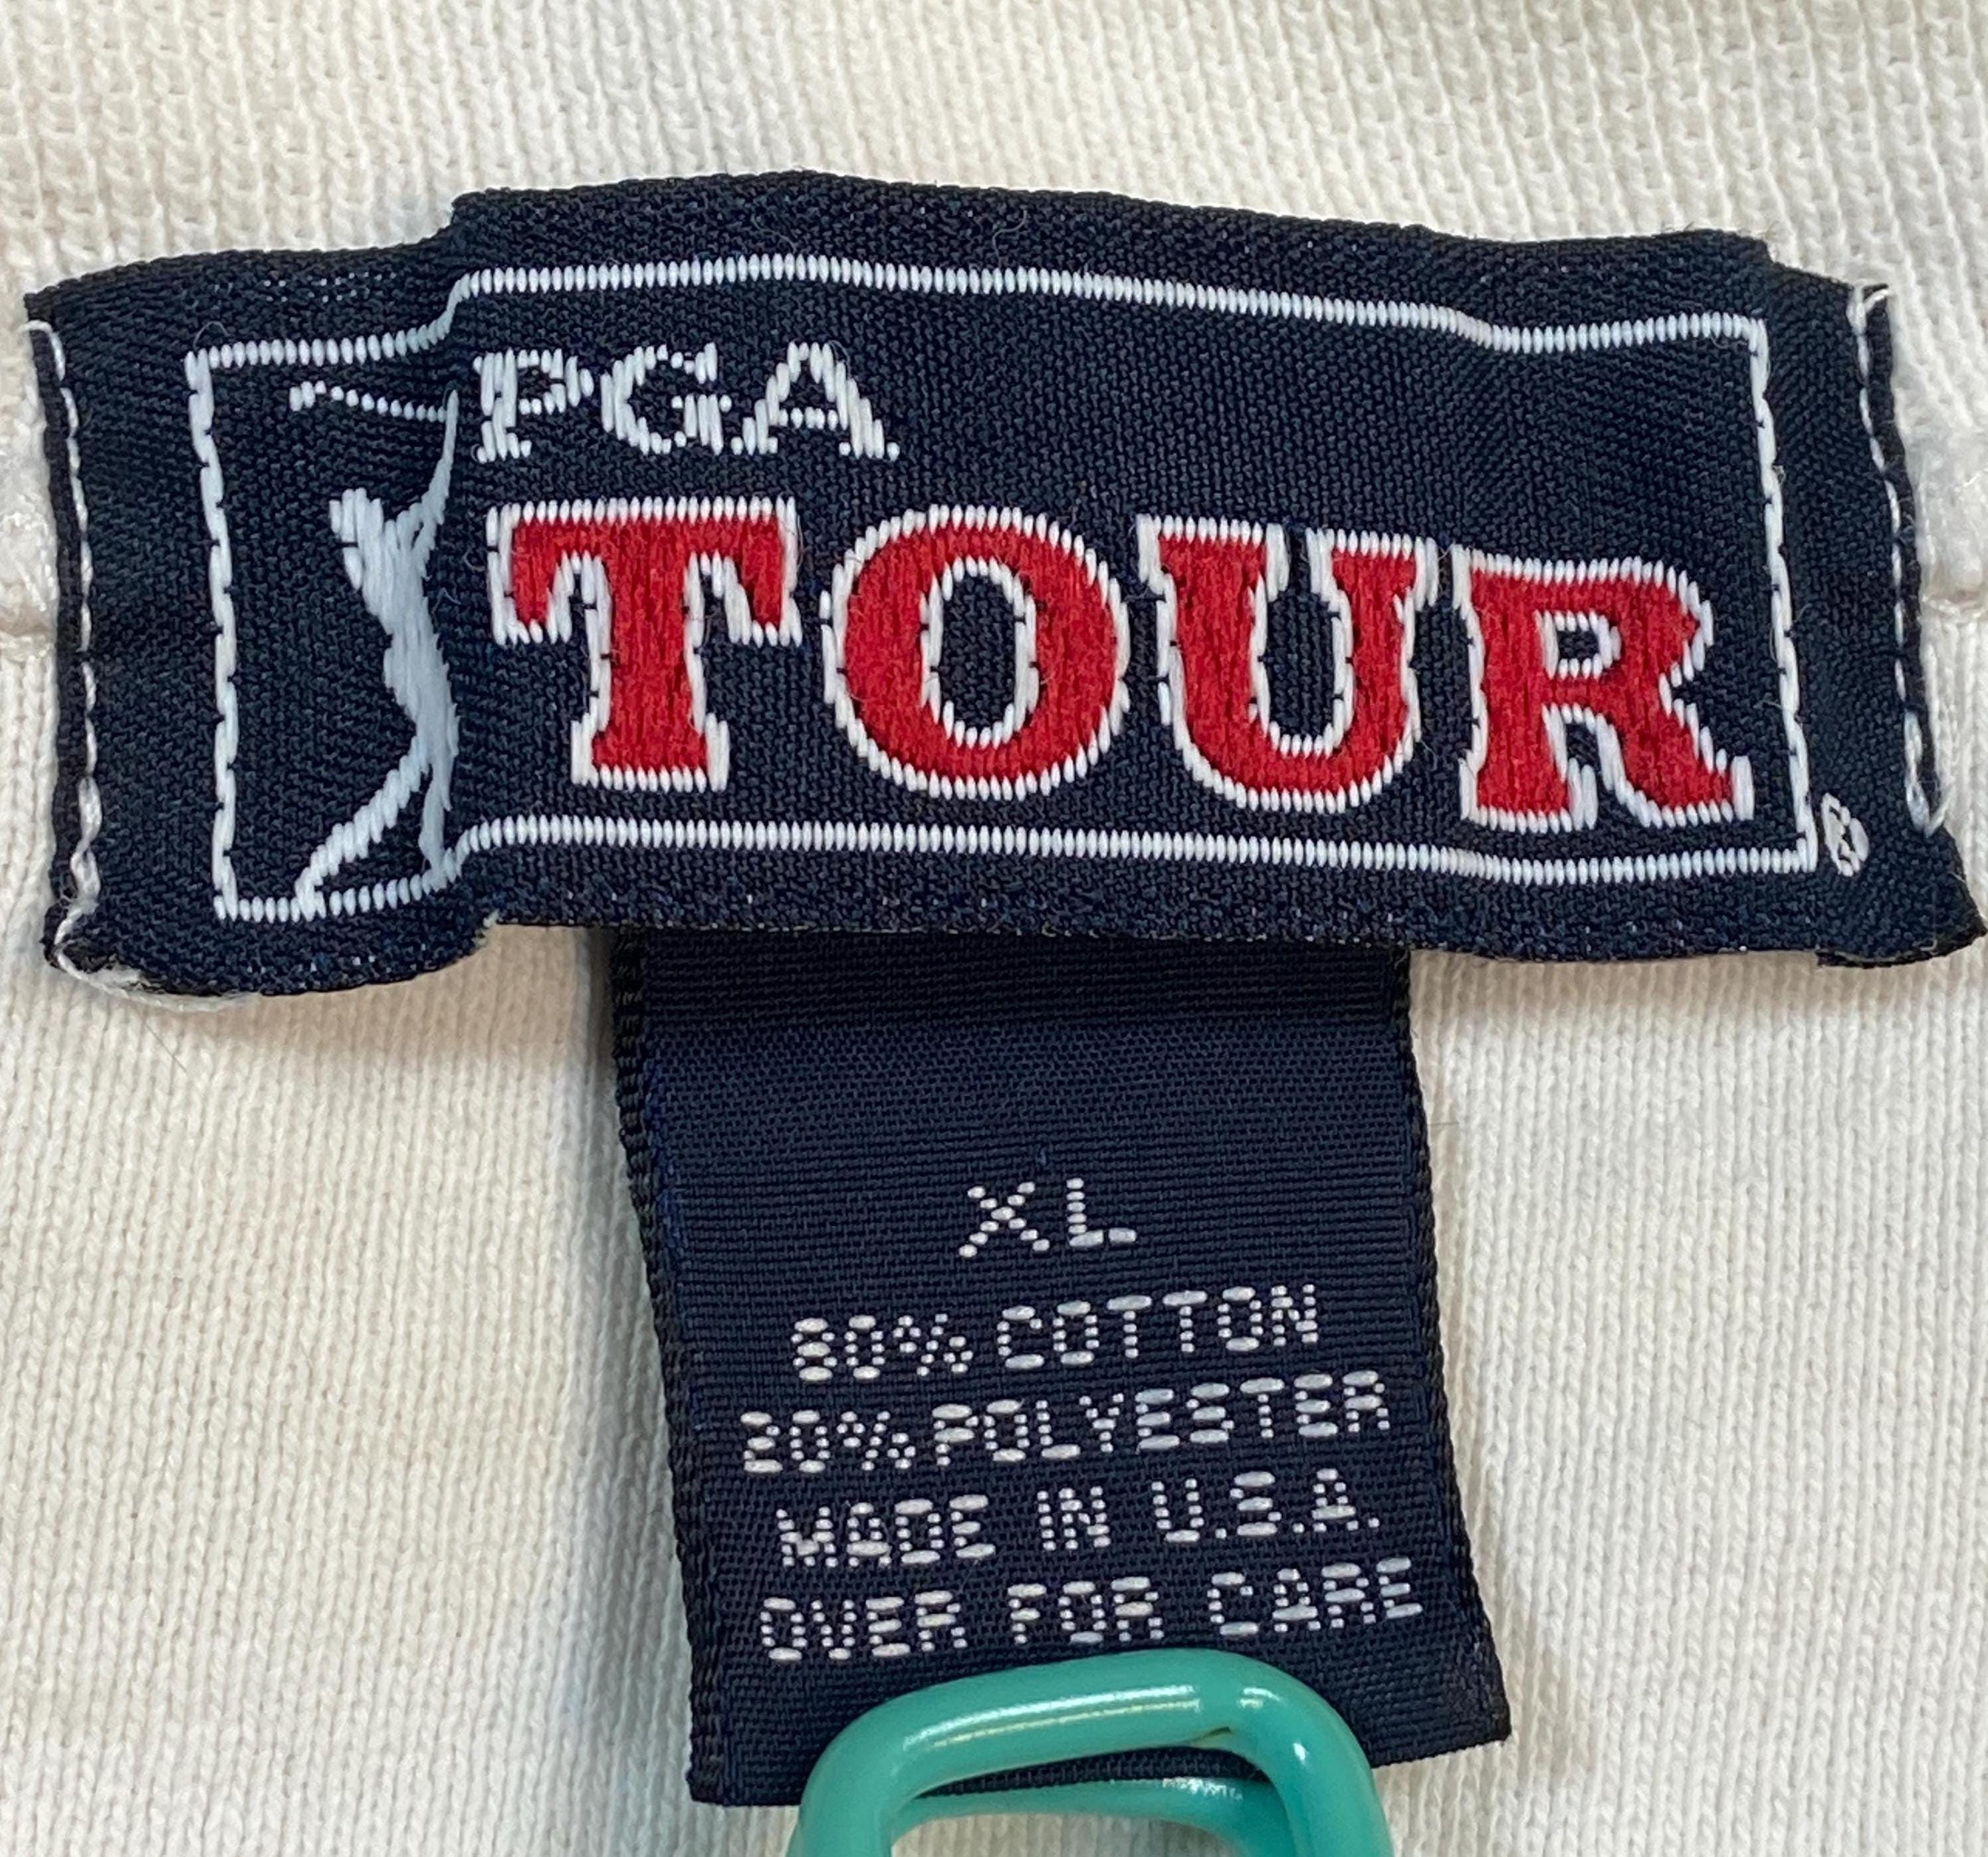 PGA
TOUR
®
XL
80% COTTON
20% POLYESTER
MADE IN U.S.A.
OVER FOR CARE